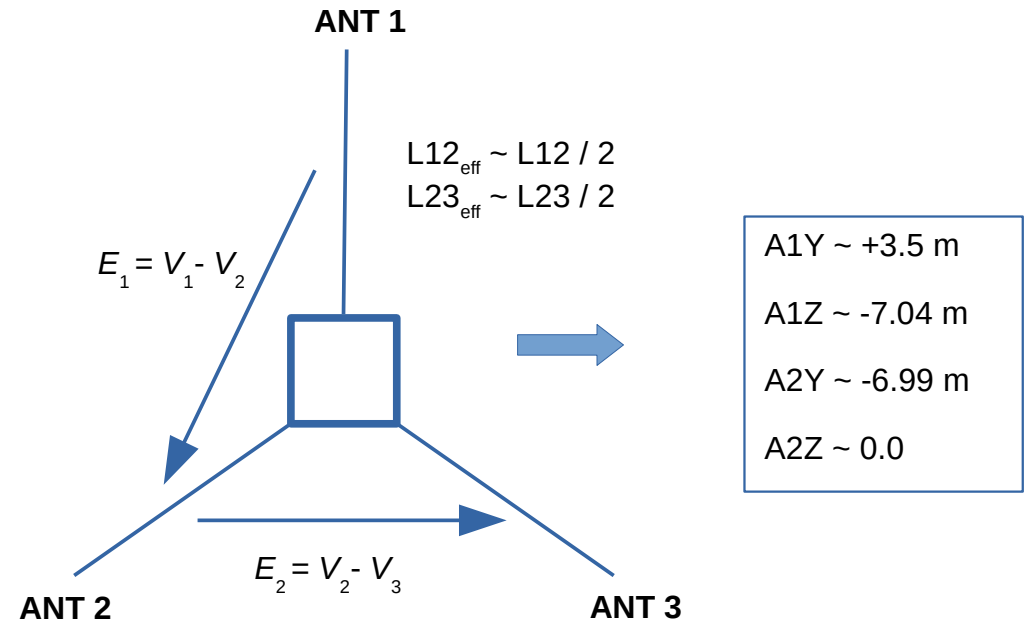 ANT 1
L12eff ~ L12 / 2
L23eff ~ L23 / 2
E1 = V1- V2
A1Y ~ +3.5 m
A1Z ~ -7.04 m
A2Y ~ -6.99 m
A2Z ~ 0.0
E2 = V2- V3
ANT 2
ANT 3